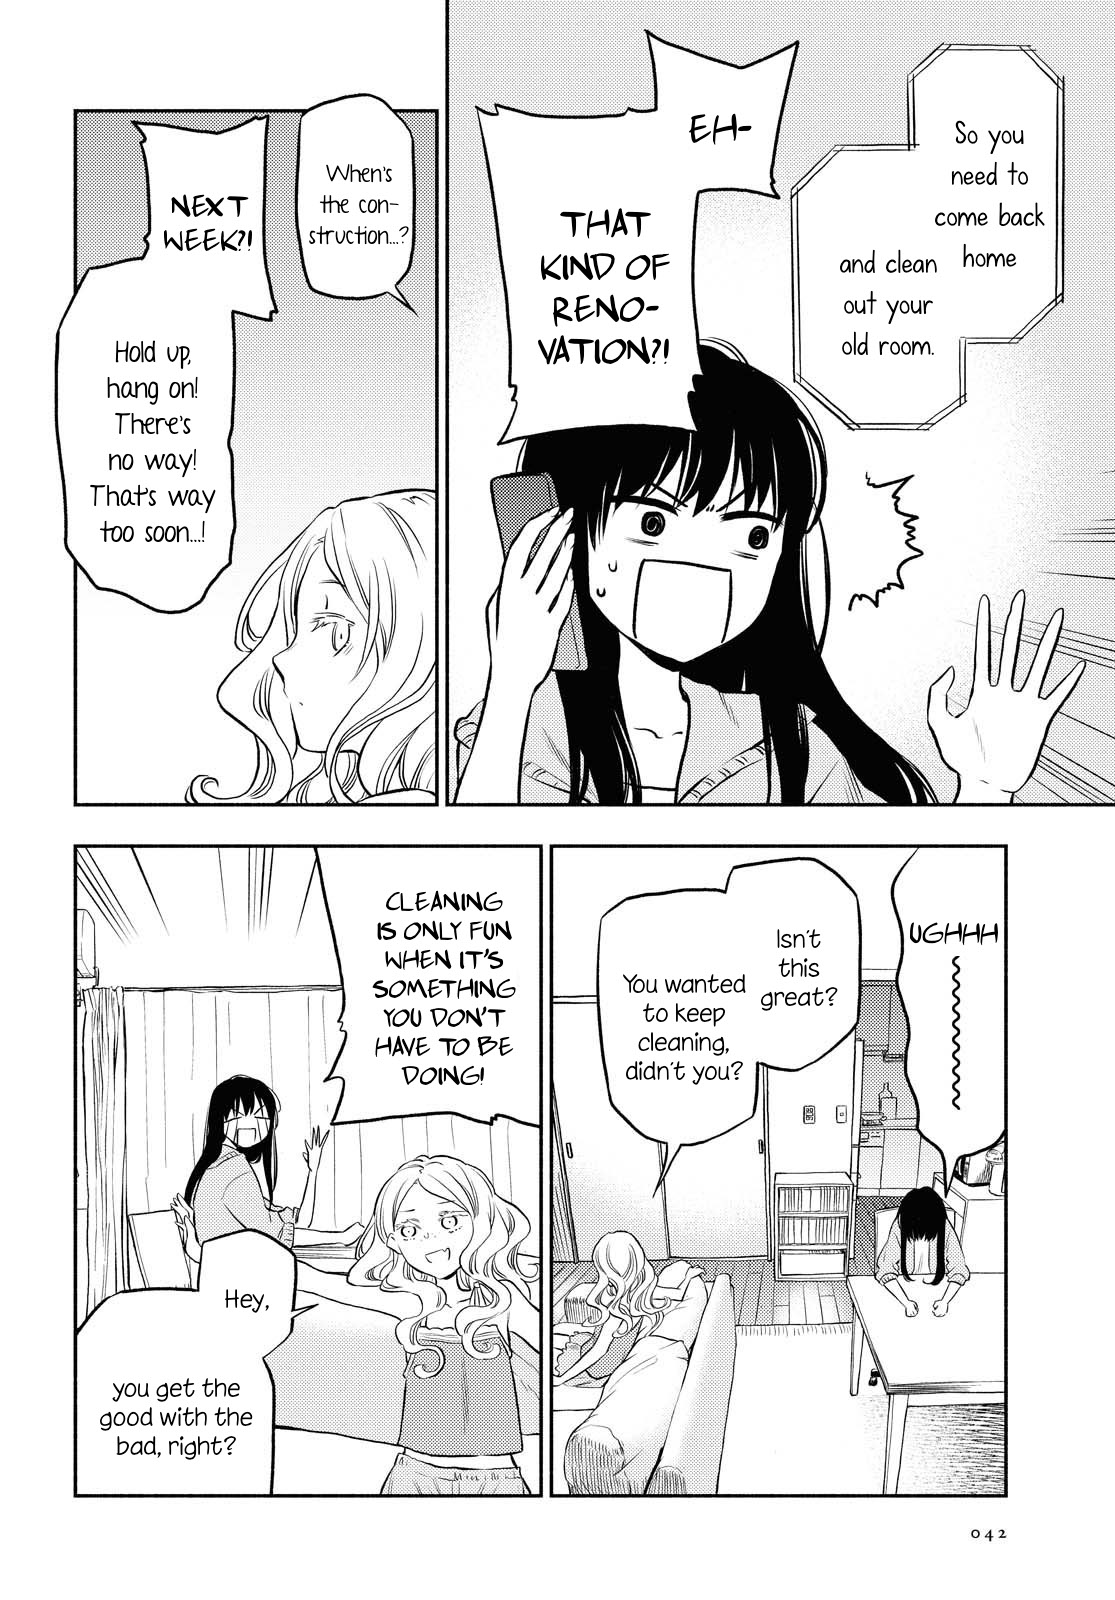 So you
need to
come back
home
and clean
out your
old room.
EH-
THAT
KIND OF
RENO-
VATION?!
When's
the con-
struction...?
NEXT
WEEK?!
Hold up,
hang on!
There's
no way!
That's way
too soon...!
UGHHH
Isn't
this
great?
You wanted
to keep
cleaning,
didn't you?
CLEANING
IS ONLY FUN
WHEN IT'S
SOMETHING
YOU DON'T
HAVE TO BE
DOING!
Hey,
you get the
good with the
bad, right?
042